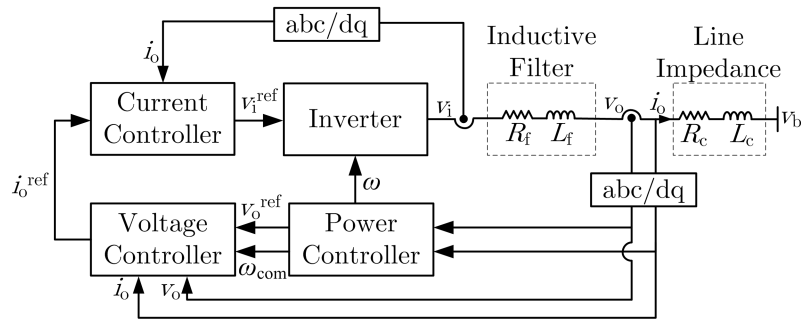 abc/dq
Inductive
Filter
Line
Impedance
i_o
Current
Controller
v_i^ref
Inverter
v_i
R_f L_f
v_o
i_o
R_c L_c
v_b
abc/dq
i_o^ref
ω
Voltage
Controller
v_o^ref
ω_com
Power
Controller
i_o
v_o